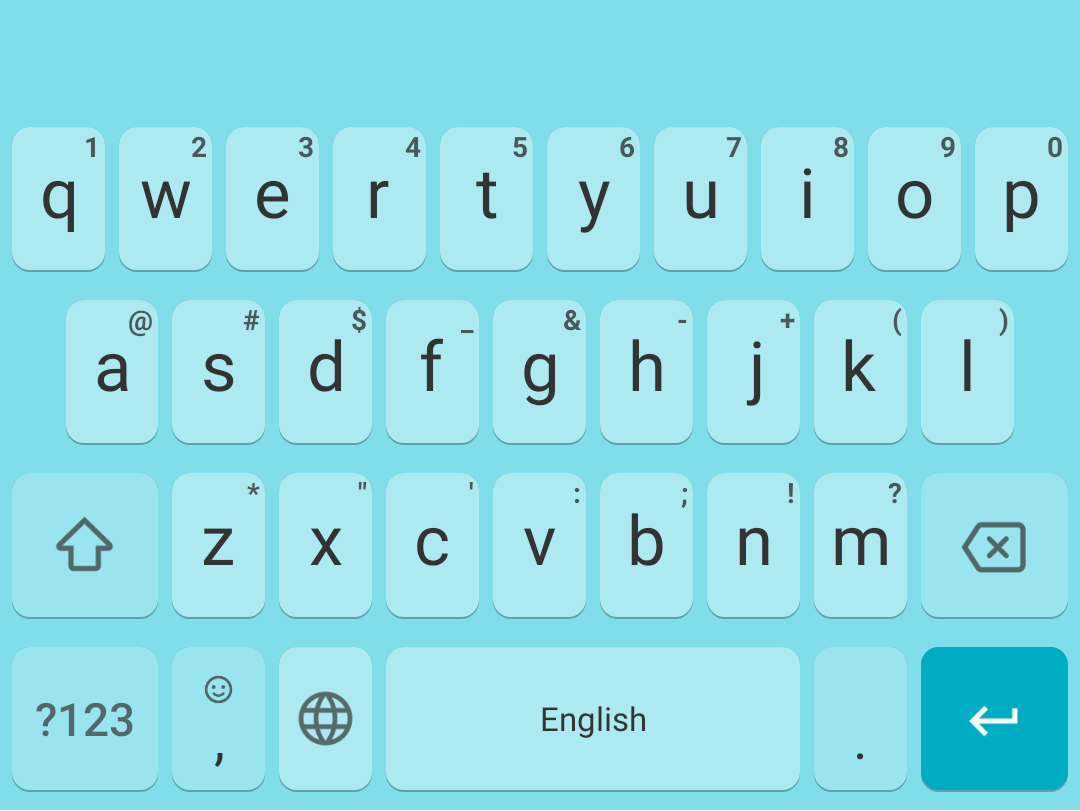 1 2 3 4 5 6 7 8 9 0
q w e r t y u i o p
@ # $ _ & - + ( )
a s d f g h j k l
* " ' : ; ! ?
z x c v b n m
?123 , English .